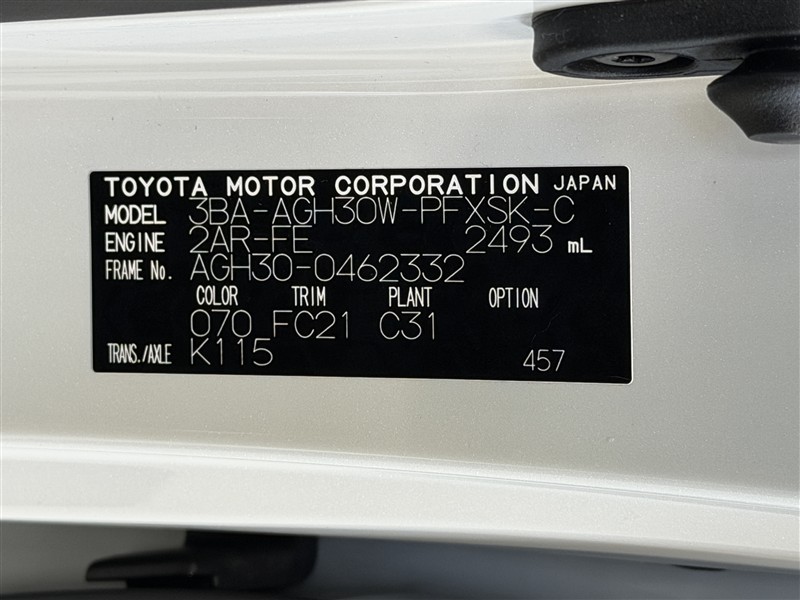 TOYOTA MOTOR CORPORATION JAPAN
MODEL 3BA-AGH30W-PFXSK-C
ENGINE 2AR-FE 2493 mL
FRAME No. AGH30-0462332
COLOR TRIM PLANT OPTION
070 FC21 C31
TRANS./AXLE K115 457